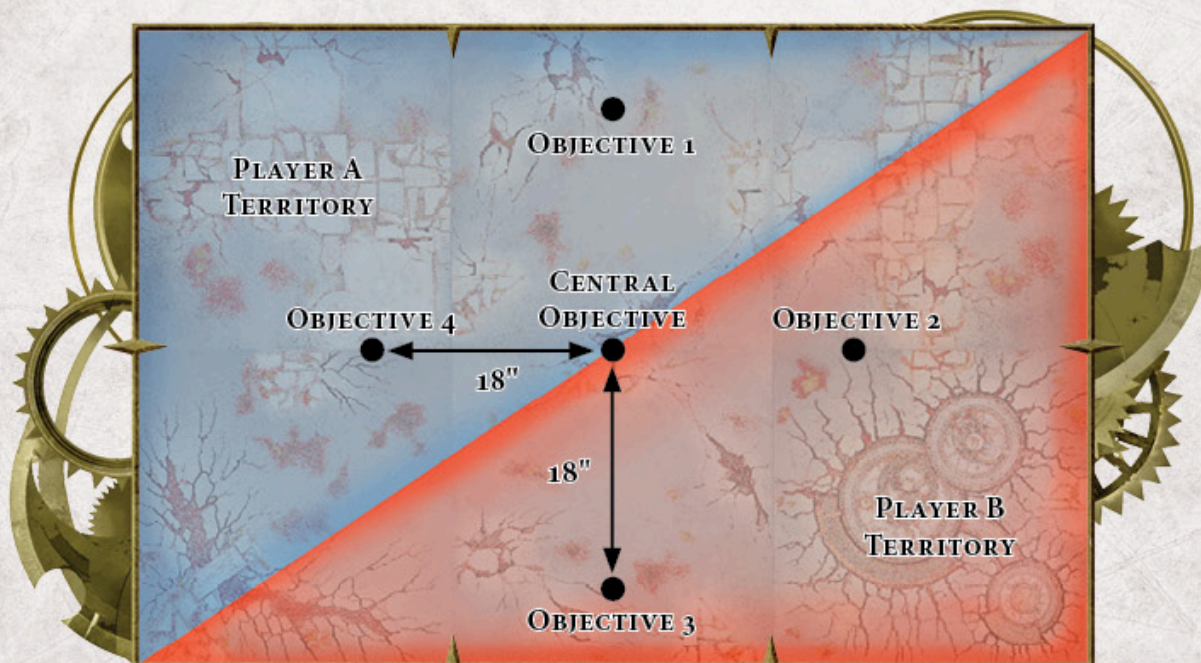 Objective 1
Player A
Territory
Central
Objective
Objective 4
Objective 2
18"
18"
Player B
Territory
Objective 3